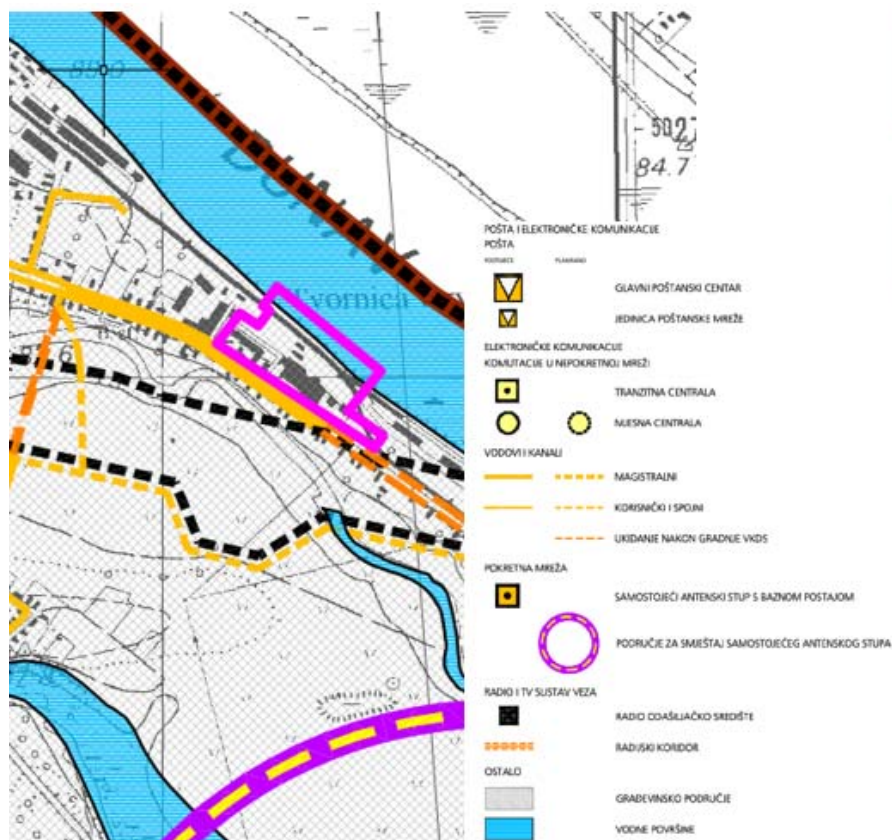 89.0
DUNAV
502
84.7
Tvornica
POŠTA I ELEKTRONIČKE KOMUNIKACIJE
POŠTA
POSTOJEĆE PLANIRANO
GLAVNI POŠTANSKI CENTAR
JEDINICA POŠTANSKE MREŽE
ELEKTRONIČKE KOMUNIKACIJE
KOMUTACIJE U NEPOKRETNOJ MREŽI
TRANZITNA CENTRALA
MJESNA CENTRALA
VODOVI I KANALI
MAGISTRALNI
KORISNIČKI I SPOJNI
UKIDANJE NAKON GRADNJE VKDS
POKRETNA MREŽA
SAMOSTOJEĆI ANTENSKI STUP S BAZNOM POSTAJOM
PODRUČJE ZA SMJEŠTAJ SAMOSTOJEĆEG ANTENSKOG STUPA
RADIO I TV SUSTAV VEZA
RADIO ODAŠILJAČKO SREDIŠTE
RADIJSKI KORIDOR
OSTALO
GRAĐEVINSKO PODRUČJE
VODNE POVRŠINE